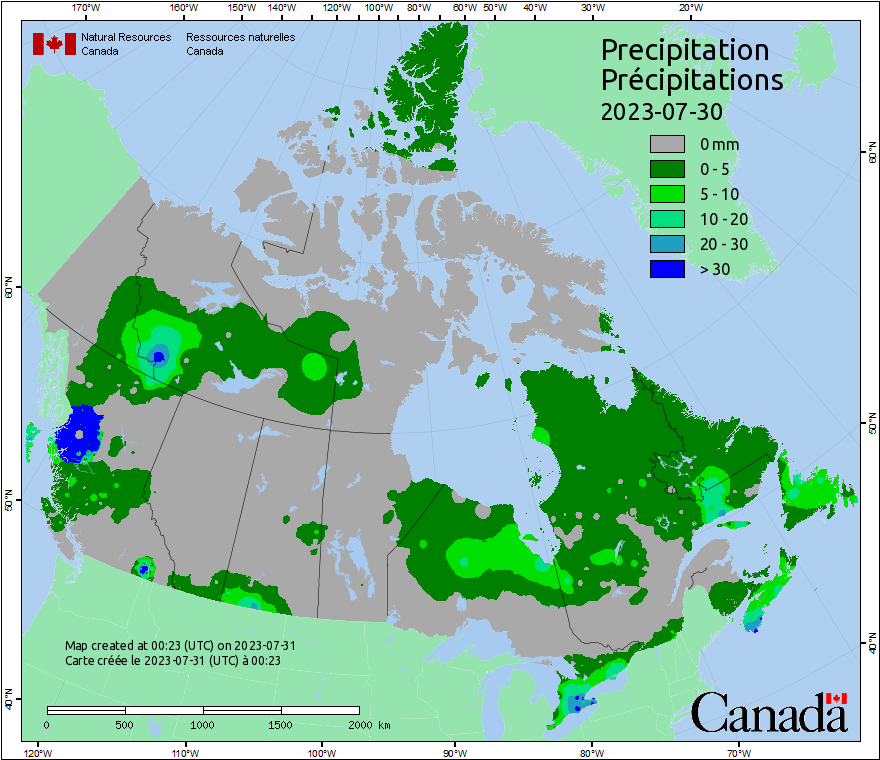 170°W 160°W 150°W 140°W 120°W 100°W 80°W 60°W 50°W 40°W 30°W 20°W
Natural Resources Ressources naturelles
Canada Canada
Precipitation
Précipitations
2023-07-30
0 mm
0 - 5
5 - 10
10 - 20
20 - 30
> 30
60°N
60°N
50°N
50°N
40°N
40°N
Map created at 00:23 (UTC) on 2023-07-31
Carte créée le 2023-07-31 (UTC) à 00:23
0 500 1000 1500 2000 km
Canada
120°W 110°W 100°W 90°W 80°W 70°W